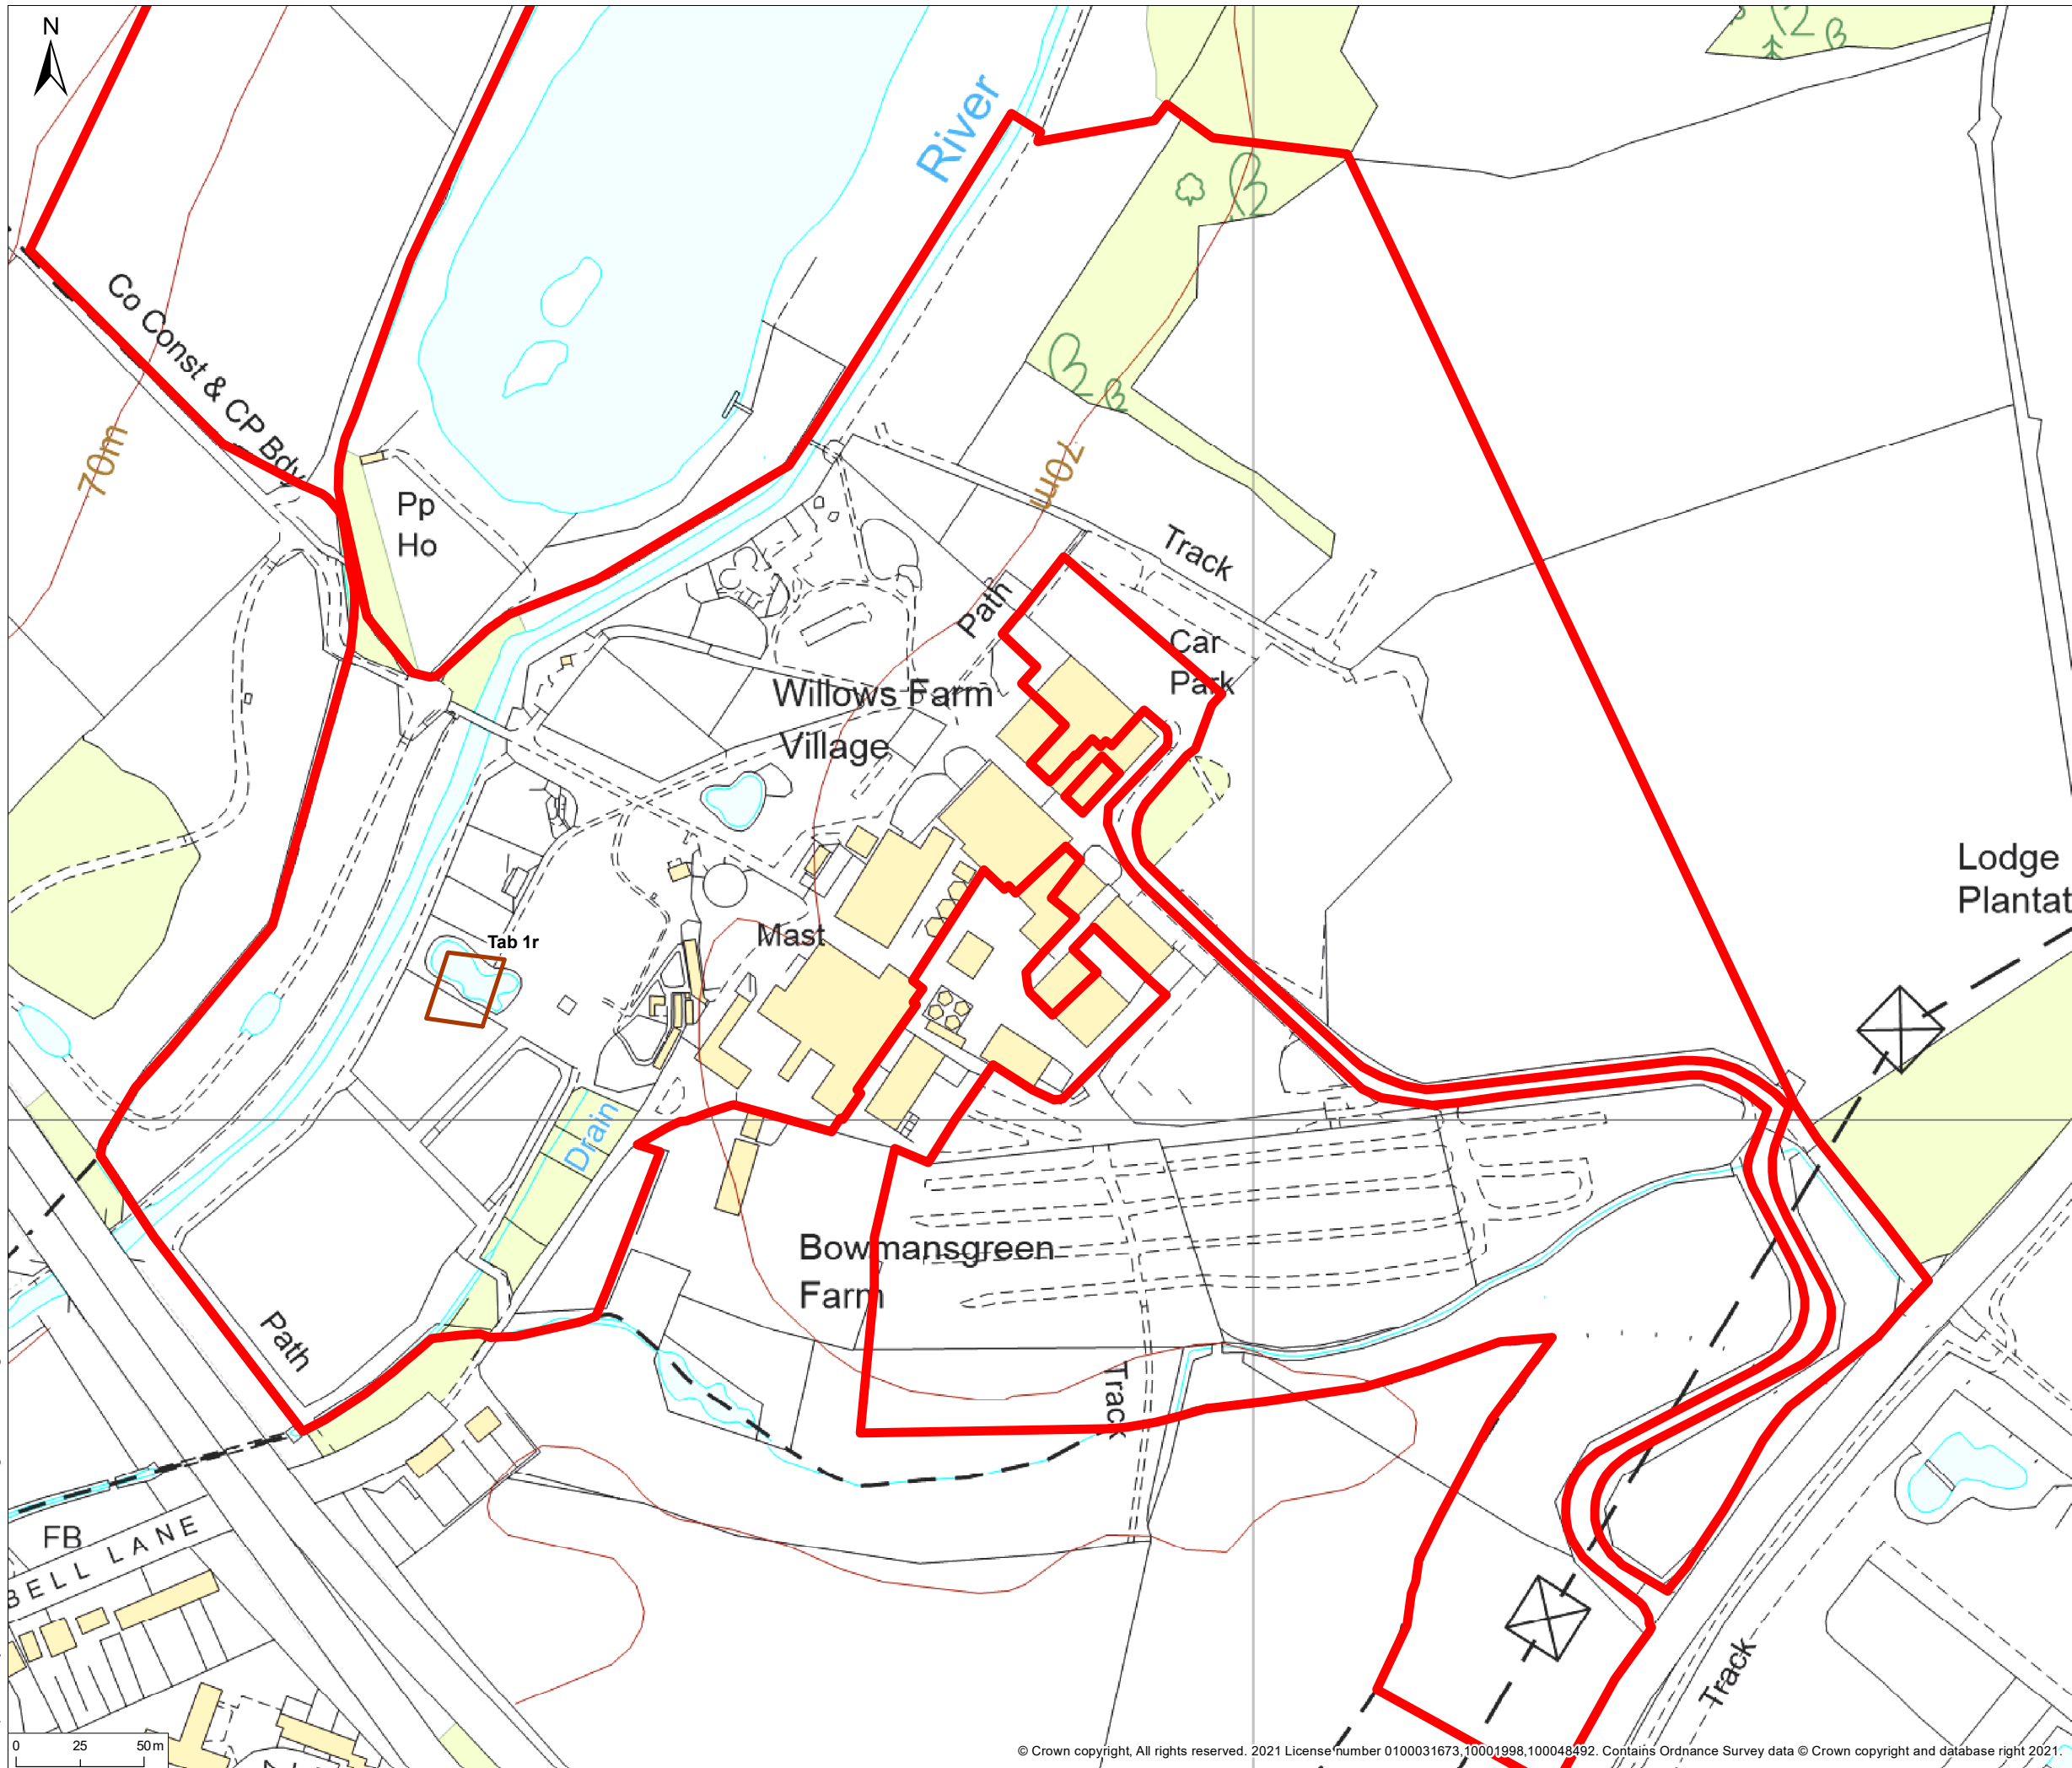 N
River
Co Const & CP Bdy
70m
Pp
Ho
70m
Track
Path
Car
Park
Willows Farm
Village
Lodge
Plantat
Tab 1r
Mast
Drain
Bowmansgreen
Farm
Path
Track
FB
BELL LANE
Track
0 25 50m
© Crown copyright, All rights reserved. 2021 License number 0100031673,10001998,100048492. Contains Ordnance Survey data © Crown copyright and database right 2021.